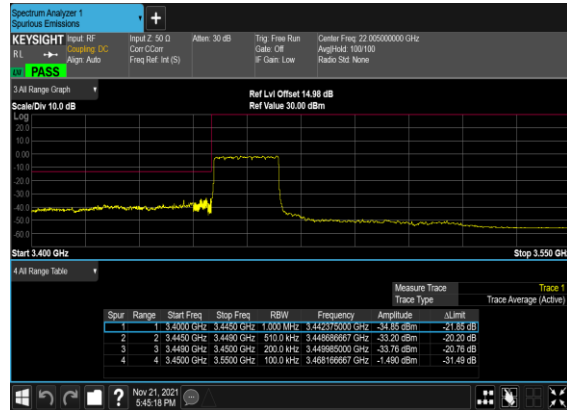 Spectrum Analyzer 1
Spurious Emissions
+
KEYSIGHT Input: RF Input Z: 50 Ω Atten: 30 dB Trig: Free Run Center Freq: 22.005000000 GHz
RL Coupling: DC Corr CCorr Gate: Off Avg|Hold: 100/100
Align: Auto Freq Ref: Int (S) IF Gain: Low Radio Std: None
LW PASS
3 All Range Graph
Ref Lvl Offset 14.98 dB
Scale/Div 10.0 dB Ref Value 30.00 dBm
Log
20.0
10.0
0.00
-10.0
-20.0
-30.0
-40.0
-50.0
-60.0
Start 3.400 GHz Stop 3.550 GHz
4 All Range Table
Measure Trace Trace 1
Trace Type Trace Average (Active)
Spur Range Start Freq Stop Freq RBW Frequency Amplitude ΔLimit
1 1 3.4000 GHz 3.4450 GHz 1.000 MHz 3.442375000 GHz -34.85 dBm -21.85 dB
2 2 3.4450 GHz 3.4490 GHz 510.0 kHz 3.448686667 GHz -33.20 dBm -20.20 dB
3 3 3.4490 GHz 3.4500 GHz 200.0 kHz 3.449985000 GHz -33.76 dBm -20.76 dB
4 4 3.4500 GHz 3.5500 GHz 100.0 kHz 3.468166667 GHz -1.490 dBm -31.49 dB
? Nov 21, 2021
5:45:18 PM